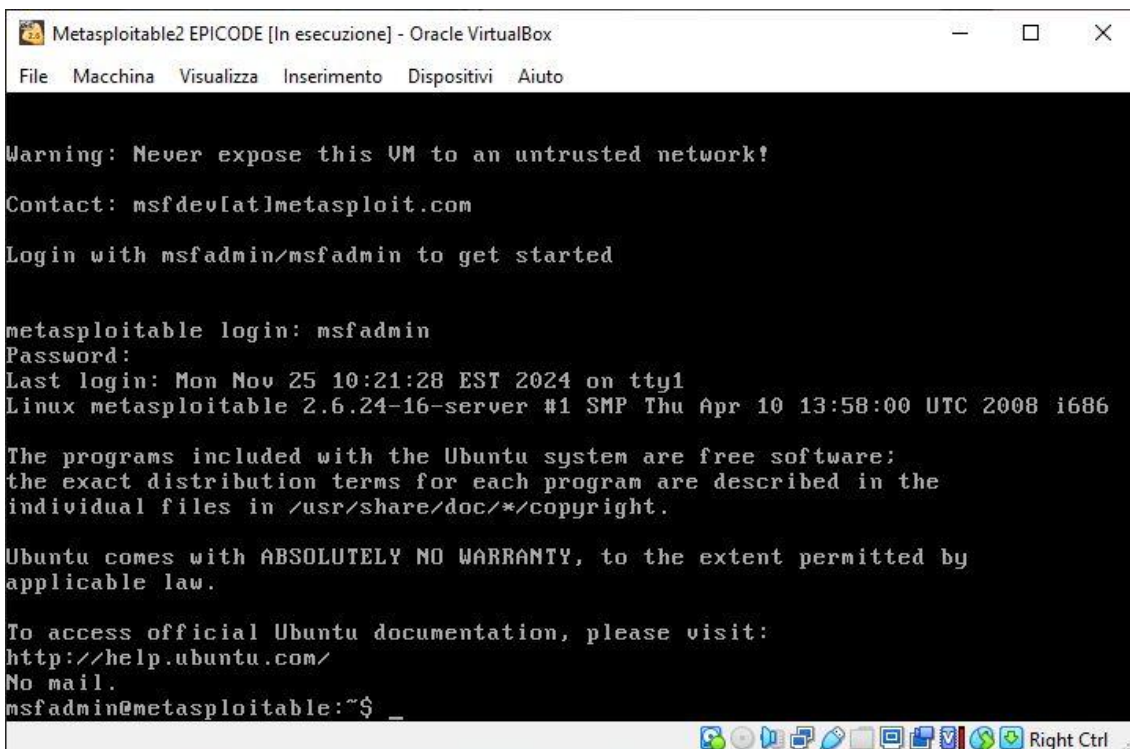 Metasploitable2 EPICODE [In esecuzione] - Oracle VirtualBox
File Macchina Visualizza Inserimento Dispositivi Aiuto
Warning: Never expose this VM to an untrusted network!
Contact: msfdev[at]metasploit.com
Login with msfadmin/msfadmin to get started
metasploitable login: msfadmin
Password:
Last login: Mon Nov 25 10:21:28 EST 2024 on tty1
Linux metasploitable 2.6.24-16-server #1 SMP Thu Apr 10 13:58:00 UTC 2008 i686
The programs included with the Ubuntu system are free software;
the exact distribution terms for each program are described in the
individual files in /usr/share/doc/*/copyright.
Ubuntu comes with ABSOLUTELY NO WARRANTY, to the extent permitted by
applicable law.
To access official Ubuntu documentation, please visit:
http://help.ubuntu.com/
No mail.
msfadmin@metasploitable:~$ _
Right Ctrl